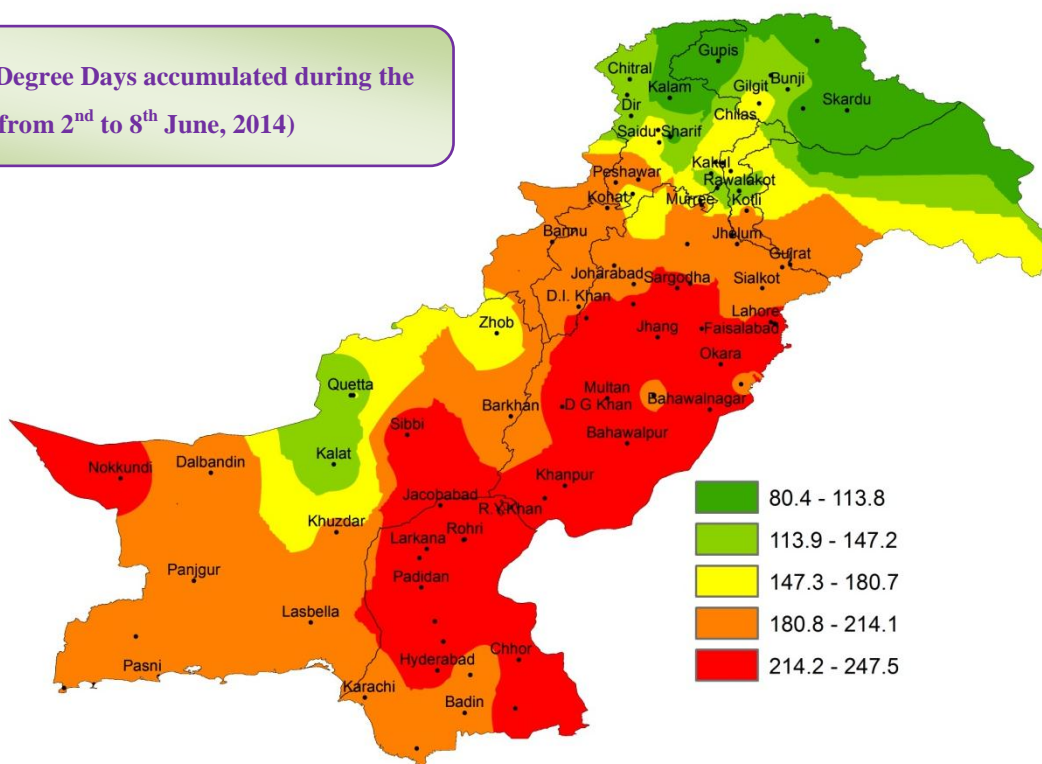 Degree Days accumulated during the
from 2nd to 8th June, 2014)
Gupis
Chitral
Bunji
Kalam
Gilgit
Skardu
Dir
Chilas
Saidu Sharif
Kakul
Peshawar
Rawalakot
Kohat
Murree
Kotli
Bannu
Jhelum
Gujrat
Joharabad
Sargodha
Sialkot
D.I. Khan
Lahore
Zhob
Jhang
Faisalabad
Okara
Quetta
Multan
Bahawalnagar
D G Khan
Barkhan
Sibbi
Bahawalpur
Kalat
Nokkundi
Dalbandin
Khanpur
Jacobabad
R.Y.Khan
Khuzdar
Rohri
Larkana
Panjgur
Padidan
Lasbella
Chhor
Pasni
Hyderabad
Karachi
Badin
80.4 - 113.8
113.9 - 147.2
147.3 - 180.7
180.8 - 214.1
214.2 - 247.5